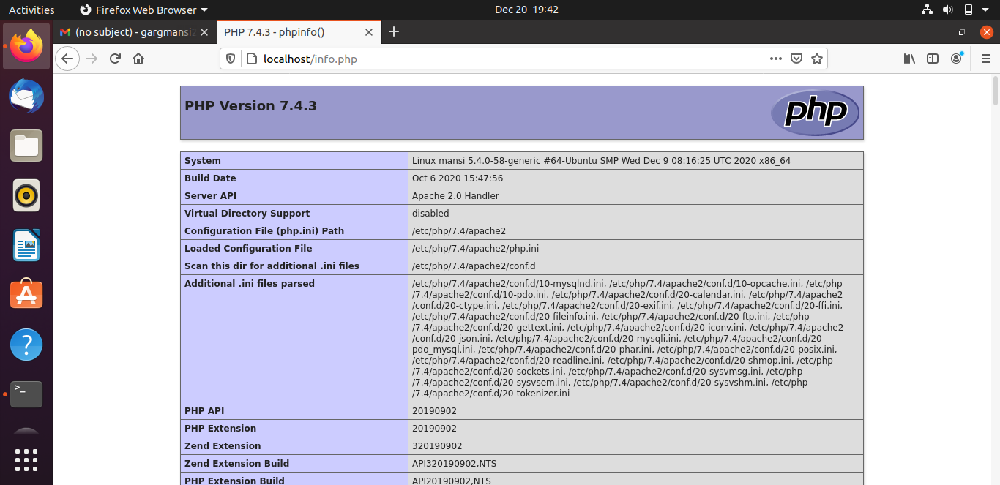 Activities
Firefox Web Browser
Dec 20 19:42
(no subject) - gargmansi2
PHP 7.4.3 - phpinfo()
localhost/info.php
PHP Version 7.4.3
php
System
Linux mansi 5.4.0-58-generic #64-Ubuntu SMP Wed Dec 9 08:16:25 UTC 2020 x86_64
Build Date
Oct 6 2020 15:47:56
Server API
Apache 2.0 Handler
Virtual Directory Support
disabled
Configuration File (php.ini) Path
/etc/php/7.4/apache2
Loaded Configuration File
/etc/php/7.4/apache2/php.ini
Scan this dir for additional .ini files
/etc/php/7.4/apache2/conf.d
Additional .ini files parsed
/etc/php/7.4/apache2/conf.d/10-mysqlnd.ini, /etc/php/7.4/apache2/conf.d/10-opcache.ini, /etc/php
/7.4/apache2/conf.d/10-pdo.ini, /etc/php/7.4/apache2/conf.d/20-calendar.ini, /etc/php/7.4/apache2
/conf.d/20-ctype.ini, /etc/php/7.4/apache2/conf.d/20-exif.ini, /etc/php/7.4/apache2/conf.d/20-ffi.ini,
/etc/php/7.4/apache2/conf.d/20-fileinfo.ini, /etc/php/7.4/apache2/conf.d/20-ftp.ini, /etc/php
/7.4/apache2/conf.d/20-gettext.ini, /etc/php/7.4/apache2/conf.d/20-iconv.ini, /etc/php/7.4/apache2
/conf.d/20-json.ini, /etc/php/7.4/apache2/conf.d/20-mysqli.ini, /etc/php/7.4/apache2/conf.d/20-
pdo_mysql.ini, /etc/php/7.4/apache2/conf.d/20-phar.ini, /etc/php/7.4/apache2/conf.d/20-posix.ini,
/etc/php/7.4/apache2/conf.d/20-readline.ini, /etc/php/7.4/apache2/conf.d/20-shmop.ini, /etc/php
/7.4/apache2/conf.d/20-sockets.ini, /etc/php/7.4/apache2/conf.d/20-sysvmsg.ini, /etc/php
/7.4/apache2/conf.d/20-sysvsem.ini, /etc/php/7.4/apache2/conf.d/20-sysvshm.ini, /etc/php
/7.4/apache2/conf.d/20-tokenizer.ini
PHP API
20190902
PHP Extension
20190902
Zend Extension
320190902
Zend Extension Build
API320190902,NTS
PHP Extension Build
API20190902,NTS